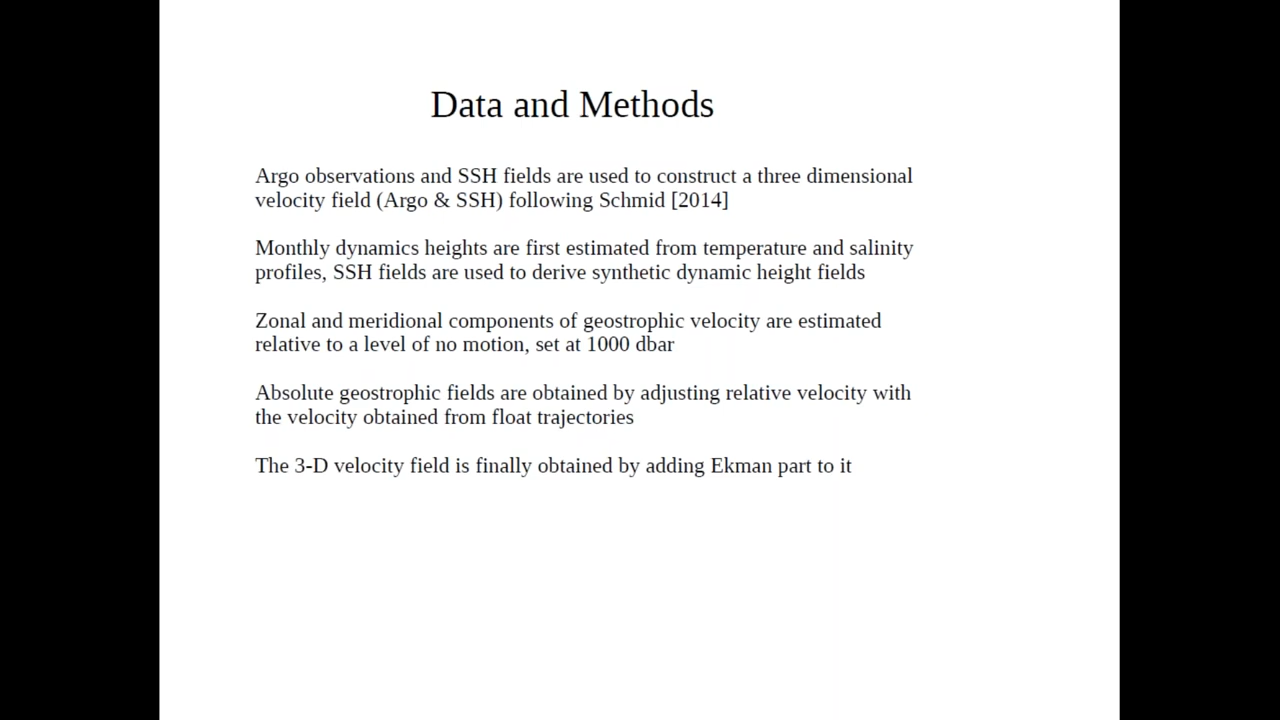 Data and Methods
Argo observations and SSH fields are used to construct a three dimensional
velocity field (Argo & SSH) following Schmid [2014]
Monthly dynamics heights are first estimated from temperature and salinity
profiles, SSH fields are used to derive synthetic dynamic height fields
Zonal and meridional components of geostrophic velocity are estimated
relative to a level of no motion, set at 1000 dbar
Absolute geostrophic fields are obtained by adjusting relative velocity with
the velocity obtained from float trajectories
The 3-D velocity field is finally obtained by adding Ekman part to it